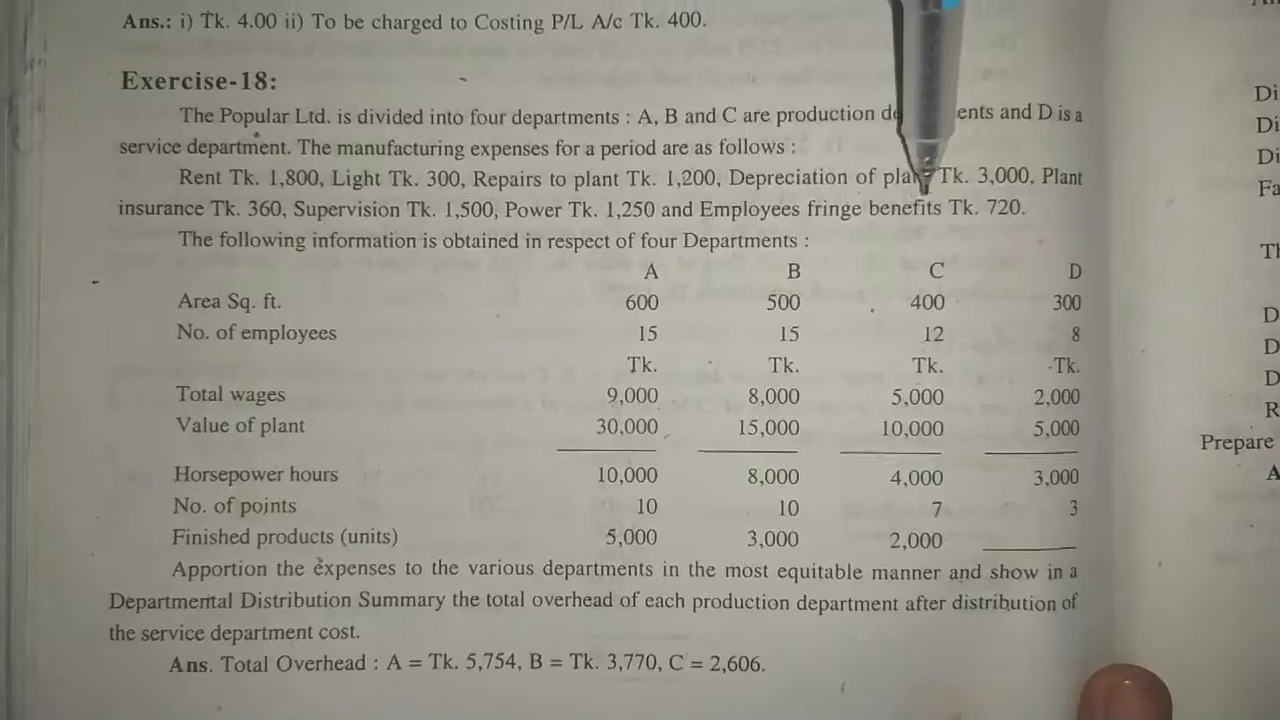 Ans.: i) Tk. 4.00 ii) To be charged to Costing P/L A/c Tk. 400.
Exercise-18:
The Popular Ltd. is divided into four departments : A, B and C are production de ents and D is a
service department. The manufacturing expenses for a period are as follows :
Rent Tk. 1,800, Light Tk. 300, Repairs to plant Tk. 1,200, Depreciation of plan Tk. 3,000, Plant
insurance Tk. 360, Supervision Tk. 1,500, Power Tk. 1,250 and Employees fringe benefits Tk. 720.
The following information is obtained in respect of four Departments :
A B C D
Area Sq. ft. 600 500 400 300
No. of employees 15 15 12 8
Tk. Tk. Tk. Tk.
Total wages 9,000 8,000 5,000 2,000
Value of plant 30,000 15,000 10,000 5,000
Horsepower hours 10,000 8,000 4,000 3,000
No. of points 10 10 7 3
Finished products (units) 5,000 3,000 2,000
Apportion the expenses to the various departments in the most equitable manner and show in a
Departmental Distribution Summary the total overhead of each production department after distribution of
the service department cost.
Ans. Total Overhead : A = Tk. 5,754, B = Tk. 3,770, C = 2,606.
Di
Di
Di
Fa
Th
D
D
D
R
Prepare
A